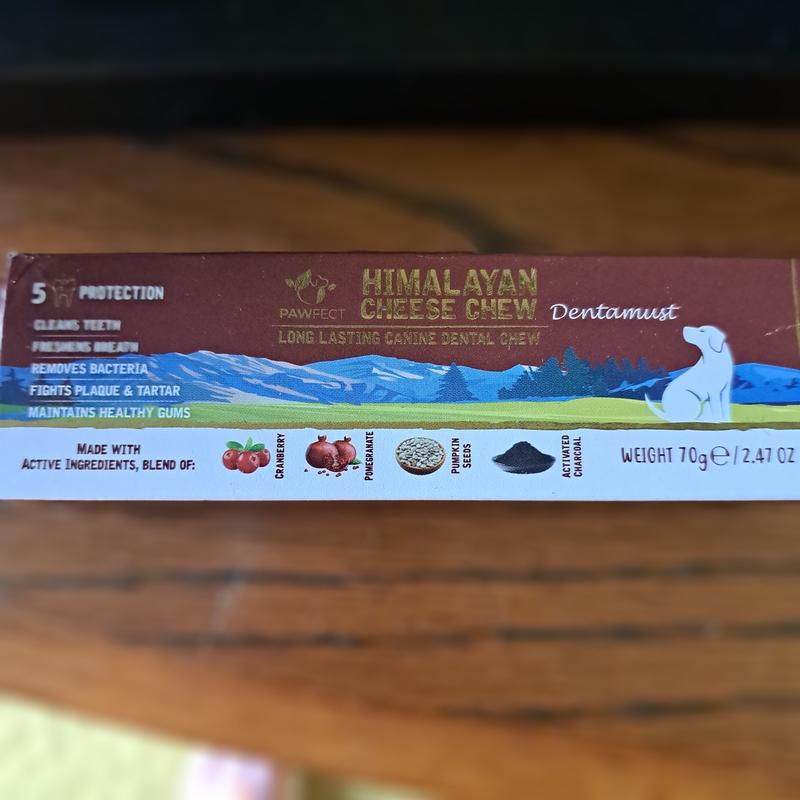 5 PROTECTION
CLEANS TEETH
FRESHENS BREATH
REMOVES BACTERIA
FIGHTS PLAQUE & TARTAR
MAINTAINS HEALTHY GUMS
PAWFECT
HIMALAYAN
CHEESE CHEW
Dentamust
LONG LASTING CANINE DENTAL CHEW
MADE WITH
ACTIVE INGREDIENTS, BLEND OF:
CRANBERRY
POMEGRANATE
PUMPKIN
SEEDS
ACTIVATED
CHARCOAL
WEIGHT 70g℮/2.47 OZ